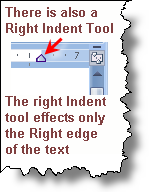 There is also a
Right Indent Tool
7
The right Indent
tool effects only
the Right edge
of the text